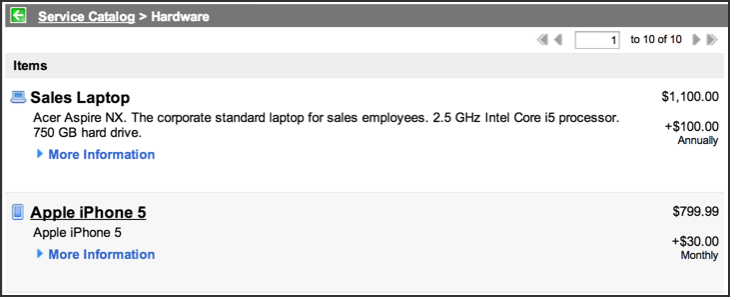 Service Catalog > Hardware
1 to 10 of 10
Items
Sales Laptop $1,100.00
Acer Aspire NX. The corporate standard laptop for sales employees. 2.5 GHz Intel Core i5 processor.
750 GB hard drive.
+$100.00
Annually
More Information
Apple iPhone 5 $799.99
Apple iPhone 5
+$30.00
Monthly
More Information